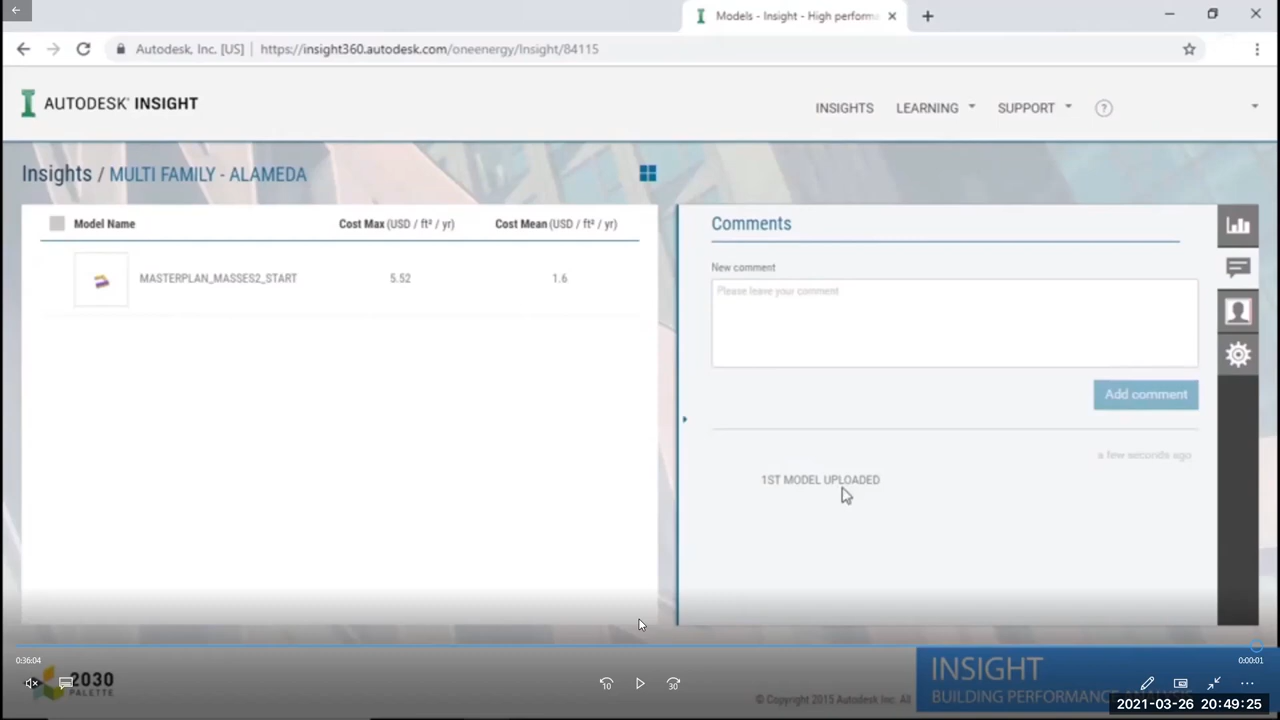 Models - Insight - High performa
Autodesk, Inc. [US] | https://insight360.autodesk.com/oneenergy/Insight/84115
AUTODESK® INSIGHT
INSIGHTS LEARNING SUPPORT ?
Insights / MULTI FAMILY - ALAMEDA
Model Name Cost Max (USD / ft² / yr) Cost Mean (USD / ft² / yr)
MASTERPLAN_MASSES2_START 5.52 1.6
Comments
New comment
Please leave your comment
Add comment
a few seconds ago
1ST MODEL UPLOADED
0:36:04 0:00:01
2030
PALETTE
10 30
© Copyright 2015 Autodesk Inc. All
INSIGHT
BUILDING PERFORMANCE ANALYSIS
2021-03-26 20:49:25